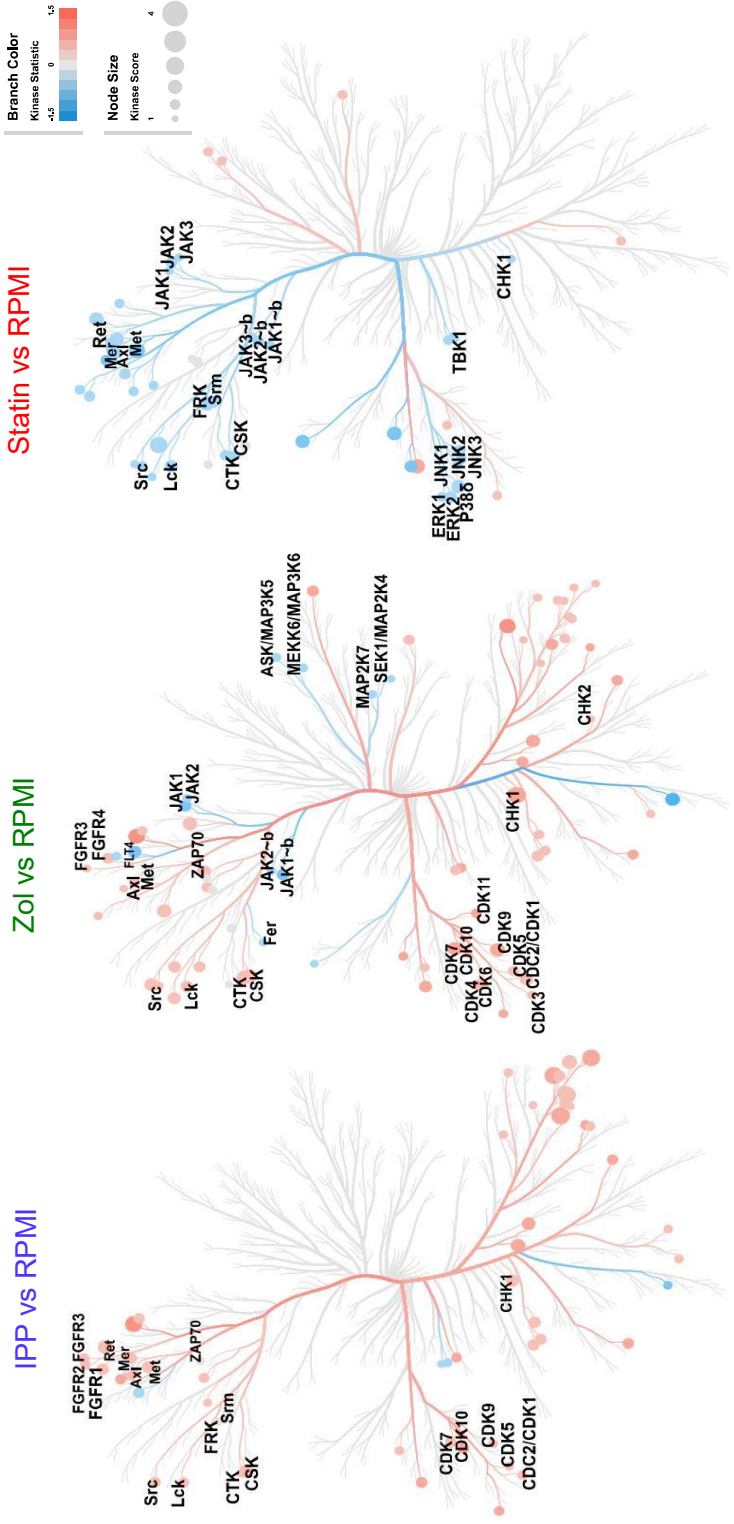 Branch Color
Kinase Statistic
-1.5 0 1.5
Node Size
Kinase Score
1 4
Statin vs RPMI
Ret
Mer
Axl
Met
JAK1
JAK2
JAK3
Src
Lck
FRK
Srm
CTK
CSK
JAK3~b
JAK2~b
JAK1~b
ERK1
ERK2
P38δ
JNK1
JNK2
JNK3
TBK1
CHK1
Zol vs RPMI
FGFR3
FGFR4
FLT4
Axl
Met
ZAP70
JAK1
JAK2
Src
Lck
CTK
CSK
Fer
JAK2~b
JAK1~b
ASK/MAP3K5
MEKK6/MAP3K6
MAP2K7
SEK1/MAP2K4
CDK7
CDK10
CDK11
CDK4
CDK6
CDK9
CDK5
CDC2/CDK1
CDK3
CHK1
CHK2
IPP vs RPMI
FGFR2
FGFR3
FGFR1
Ret
Mer
Axl
Met
ZAP70
FRK
Srm
Src
Lck
CTK
CSK
CDK7
CDK10
CDK9
CDK5
CDC2/CDK1
CHK1